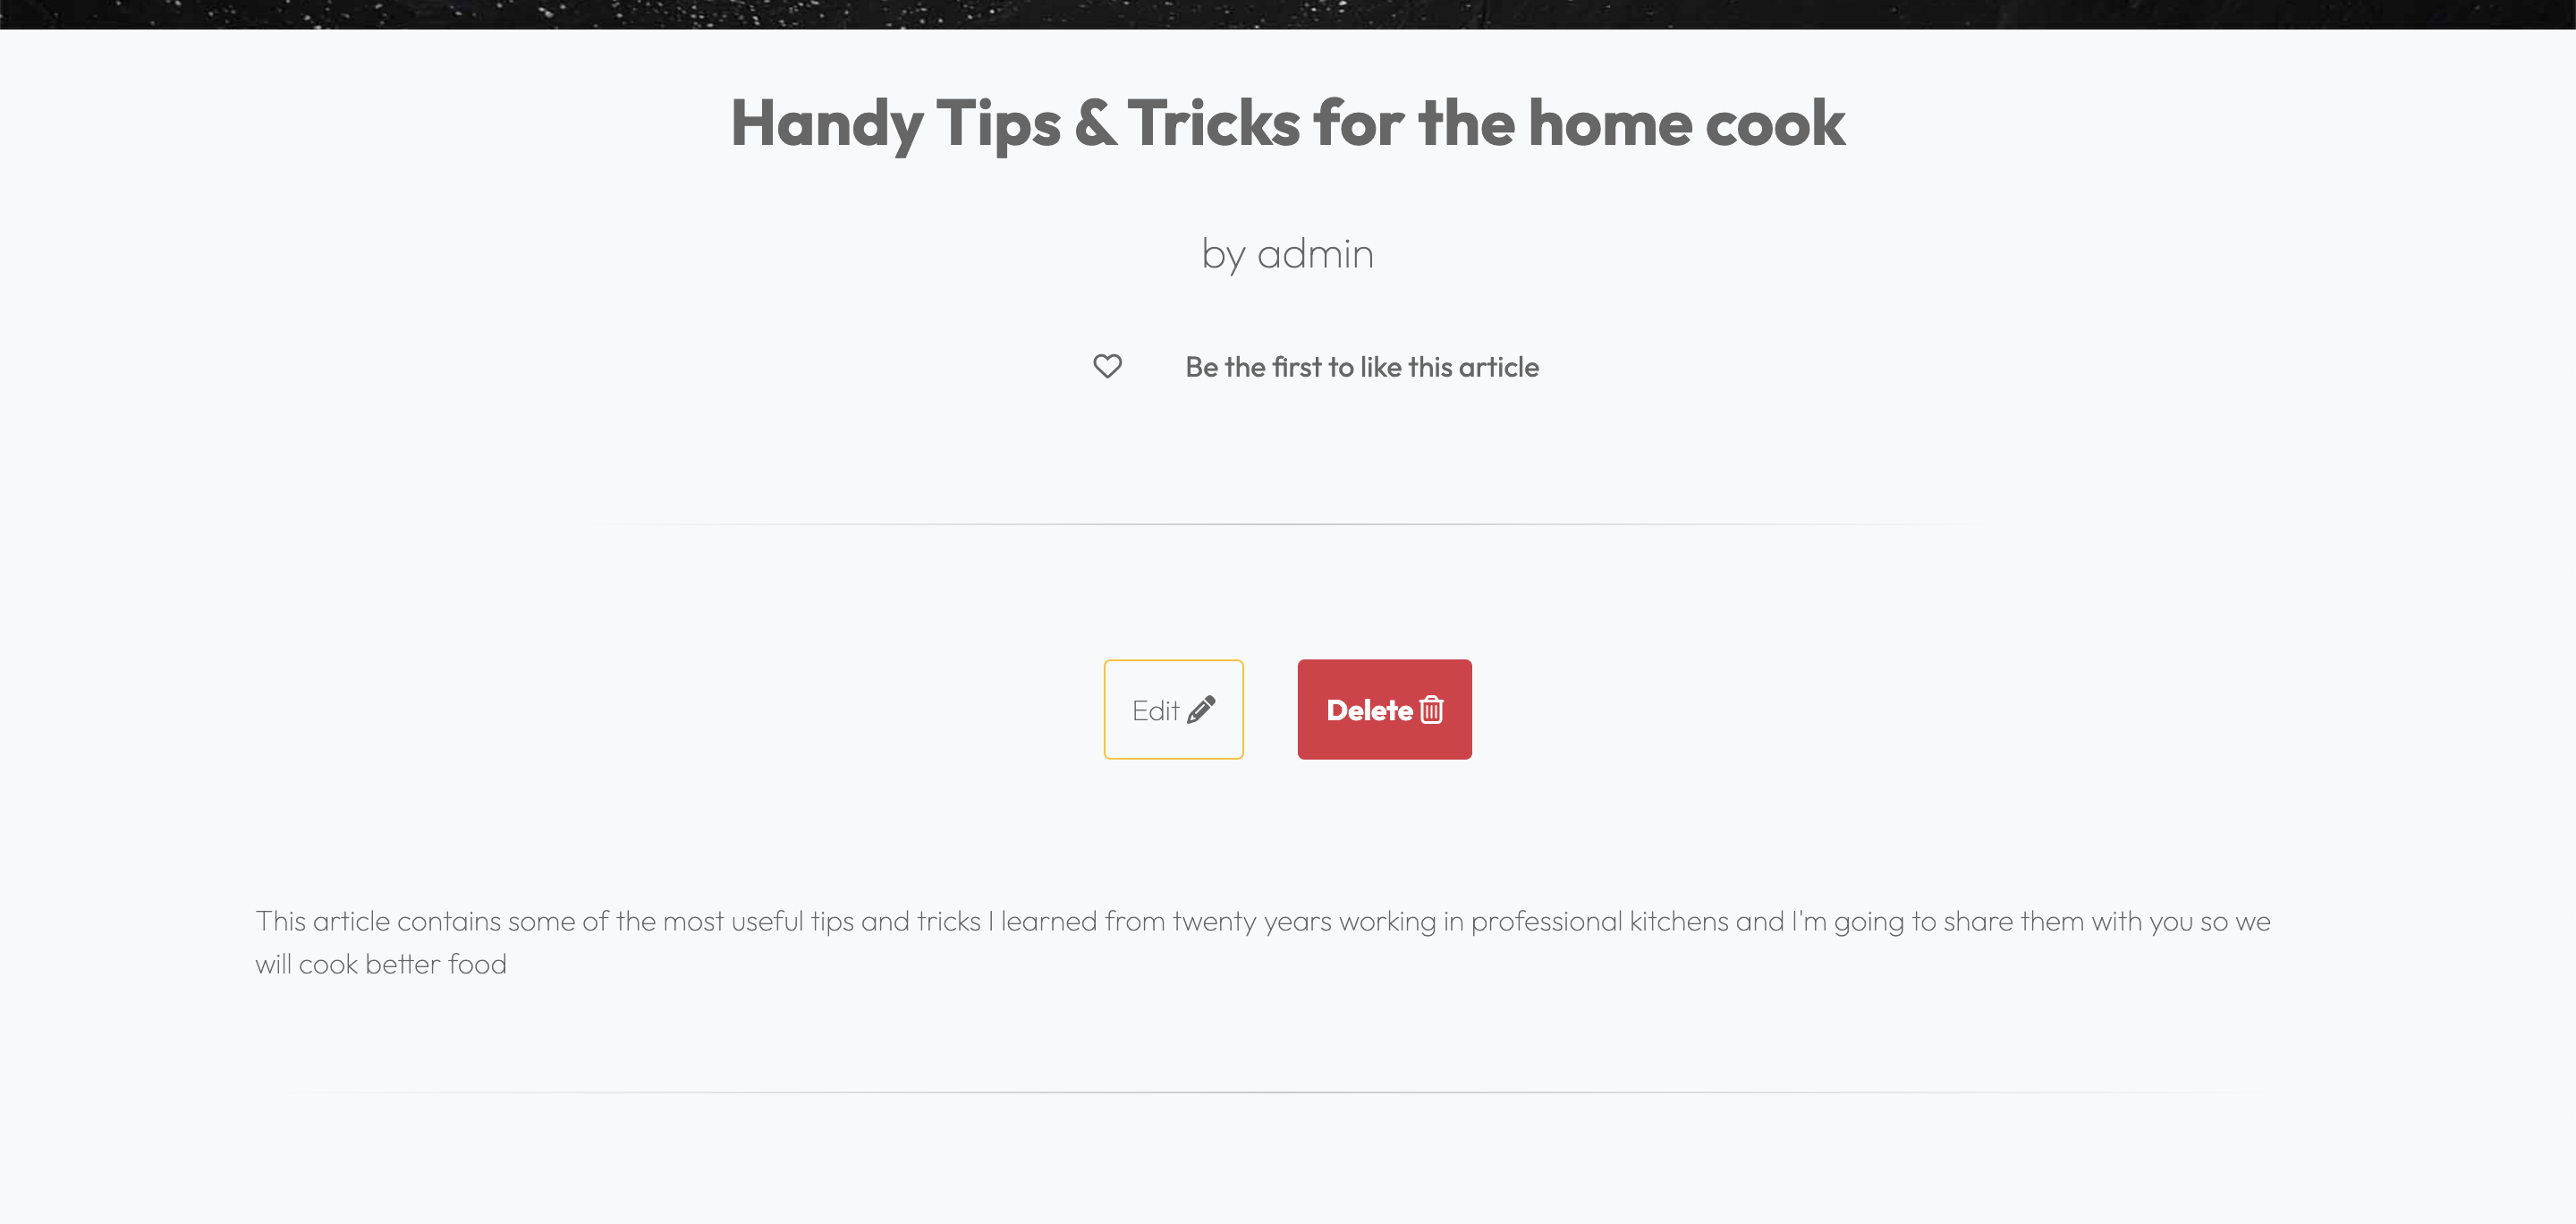 Handy Tips & Tricks for the home cook
by admin
Be the first to like this article
Edit
Delete
This article contains some of the most useful tips and tricks I learned from twenty years working in professional kitchens and I'm going to share them with you so we
will cook better food